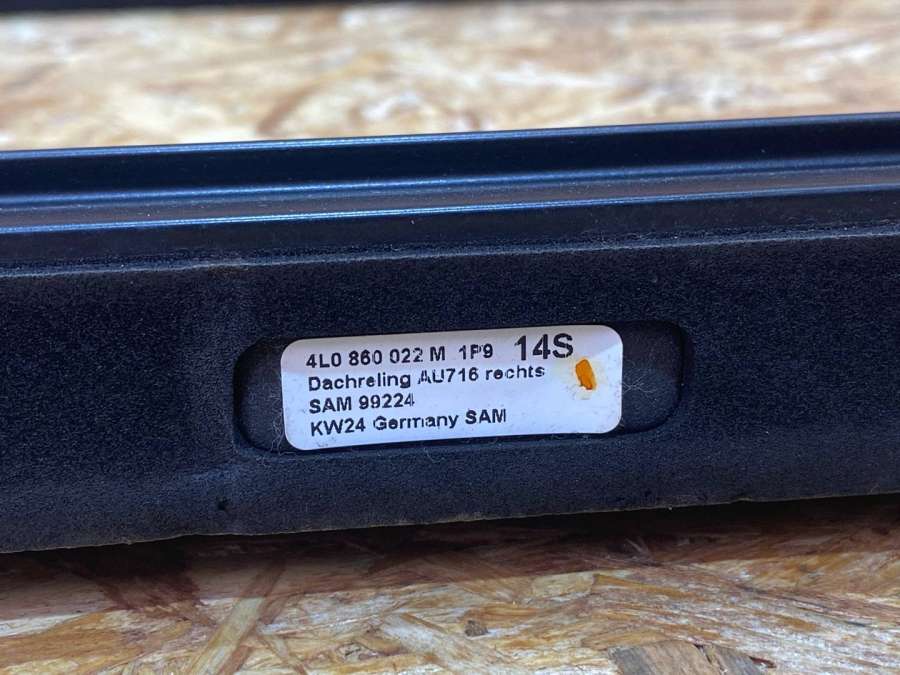 4L0 860 022 M 1P9 14S
Dachreling AU716 rechts
SAM 99224
KW24 Germany SAM